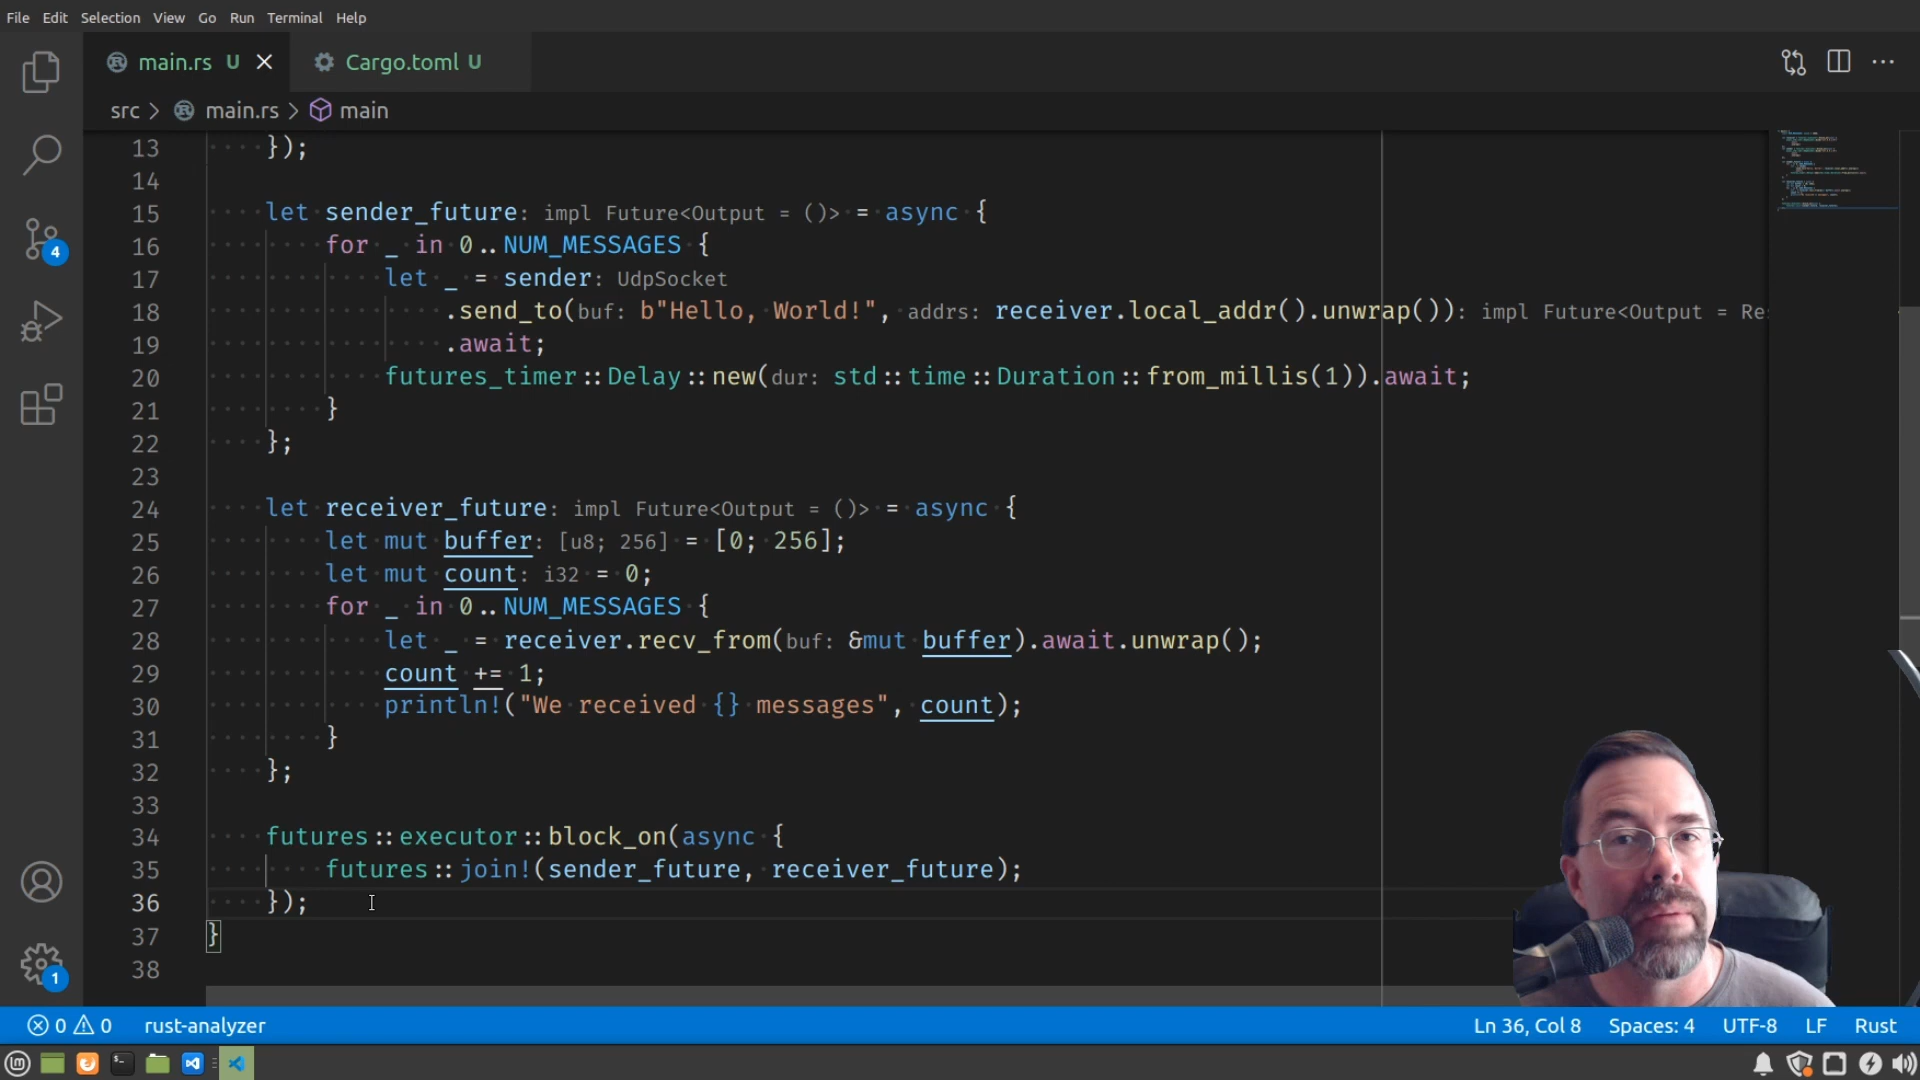 File Edit Selection View Go Run Terminal Help
main.rs U Cargo.toml U
src > main.rs > main
13 });
14
15 let sender_future: impl Future<Output = ()> = async {
16 for _ in 0..NUM_MESSAGES {
17 let _ = sender: UdpSocket
18 .send_to(buf: b"Hello, World!", addrs: receiver.local_addr().unwrap()): impl Future<Output = Re
19 .await;
20 futures_timer::Delay::new(dur: std::time::Duration::from_millis(1)).await;
21 }
22 };
23
24 let receiver_future: impl Future<Output = ()> = async {
25 let mut buffer: [u8; 256] = [0; 256];
26 let mut count: i32 = 0;
27 for _ in 0..NUM_MESSAGES {
28 let _ = receiver.recv_from(buf: &mut buffer).await.unwrap();
29 count += 1;
30 println!("We received {} messages", count);
31 }
32 };
33
34 futures::executor::block_on(async {
35 futures::join!(sender_future, receiver_future);
36 });
37 }
38
4
1
0 0 rust-analyzer Ln 36, Col 8 Spaces: 4 UTF-8 LF Rust